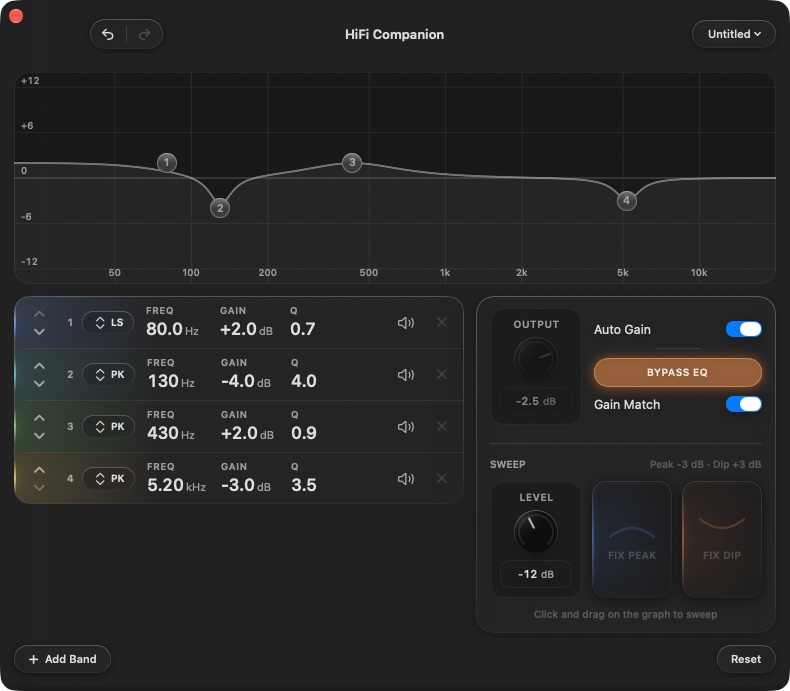 HiFi Companion
Untitled
+12
+6
0
-6
-12
1
2
3
4
50
100
200
500
1k
2k
5k
10k
1
LS
FREQ
GAIN
Q
80.0 Hz
+2.0 dB
0.7
2
PK
FREQ
GAIN
Q
130 Hz
-4.0 dB
4.0
3
PK
FREQ
GAIN
Q
430 Hz
+2.0 dB
0.9
4
PK
FREQ
GAIN
Q
5.20 kHz
-3.0 dB
3.5
OUTPUT
-2.5 dB
Auto Gain
BYPASS EQ
Gain Match
SWEEP
Peak -3 dB · Dip +3 dB
LEVEL
-12 dB
FIX PEAK
FIX DIP
Click and drag on the graph to sweep
+ Add Band
Reset